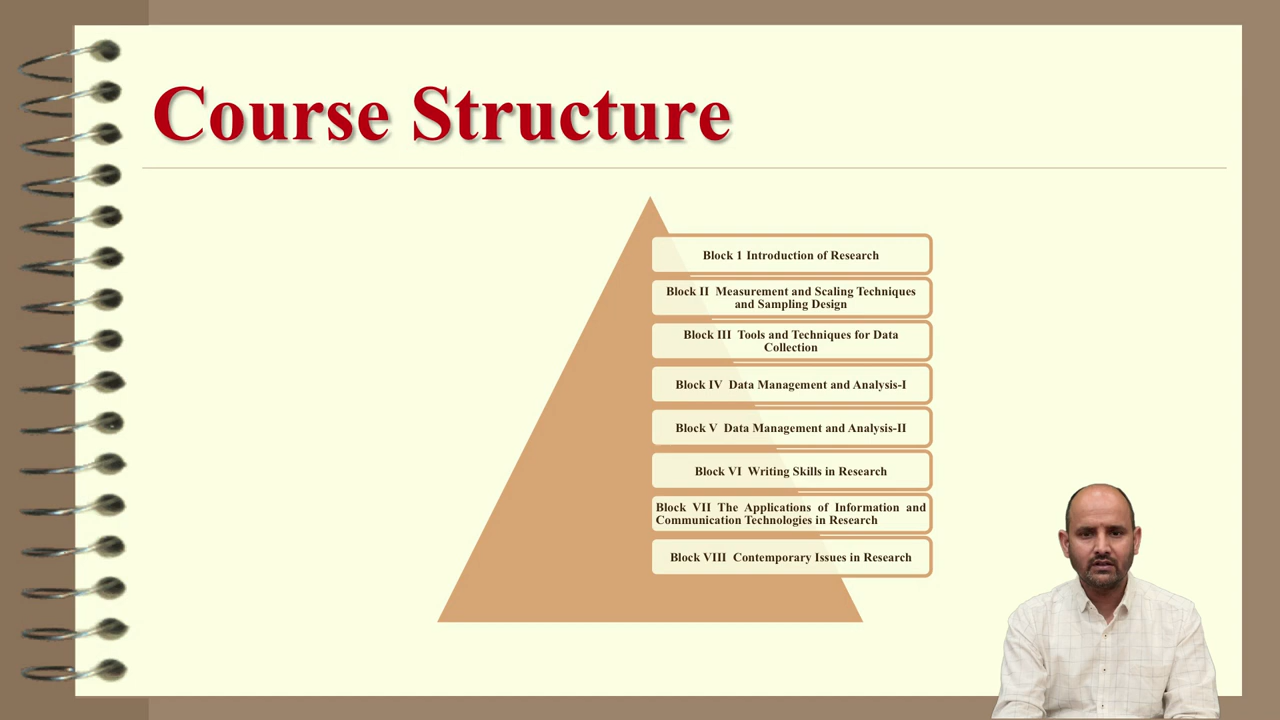 Course Structure
Block 1 Introduction of Research
Block II Measurement and Scaling Techniques
and Sampling Design
Block III Tools and Techniques for Data
Collection
Block IV Data Management and Analysis-I
Block V Data Management and Analysis-II
Block VI Writing Skills in Research
Block VII The Applications of Information and
Communication Technologies in Research
Block VIII Contemporary Issues in Research